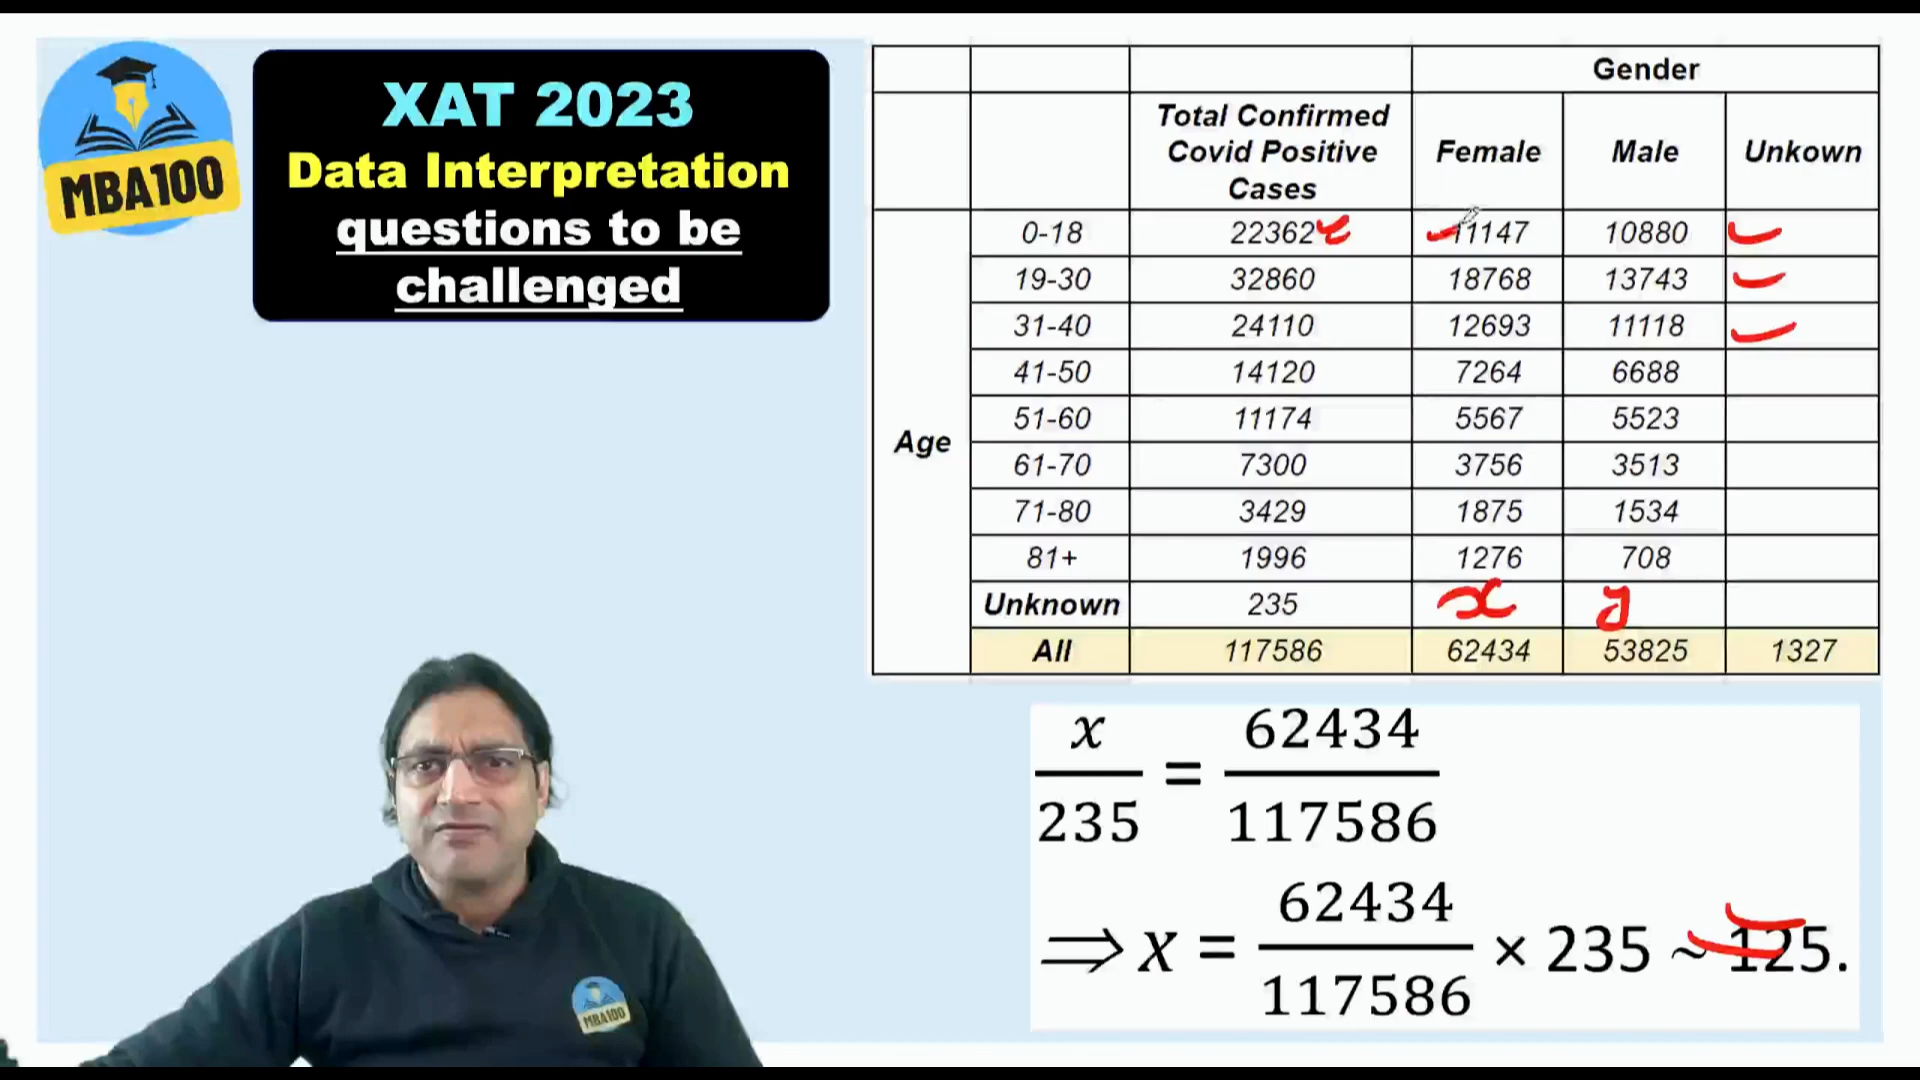 MBA100
XAT 2023
Data Interpretation
questions to be
challenged
Gender
Total Confirmed
Covid Positive
Cases
Female
Male
Unkown
Age
0-18 22362 11147 10880
19-30 32860 18768 13743
31-40 24110 12693 11118
41-50 14120 7264 6688
51-60 11174 5567 5523
61-70 7300 3756 3513
71-80 3429 1875 1534
81+ 1996 1276 708
Unknown 235 x y
All 117586 62434 53825 1327
x/235 = 62434/117586
⇒ x = 62434/117586 × 235 ~ 125.
MBA100